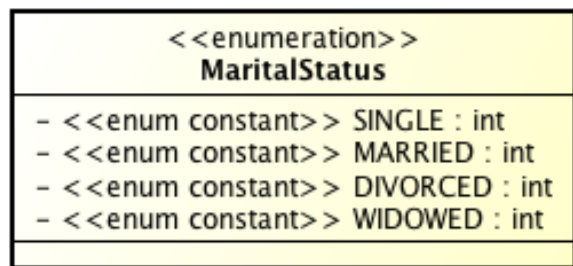 <<enumeration>>
MaritalStatus
- <<enum constant>> SINGLE : int
- <<enum constant>> MARRIED : int
- <<enum constant>> DIVORCED : int
- <<enum constant>> WIDOWED : int